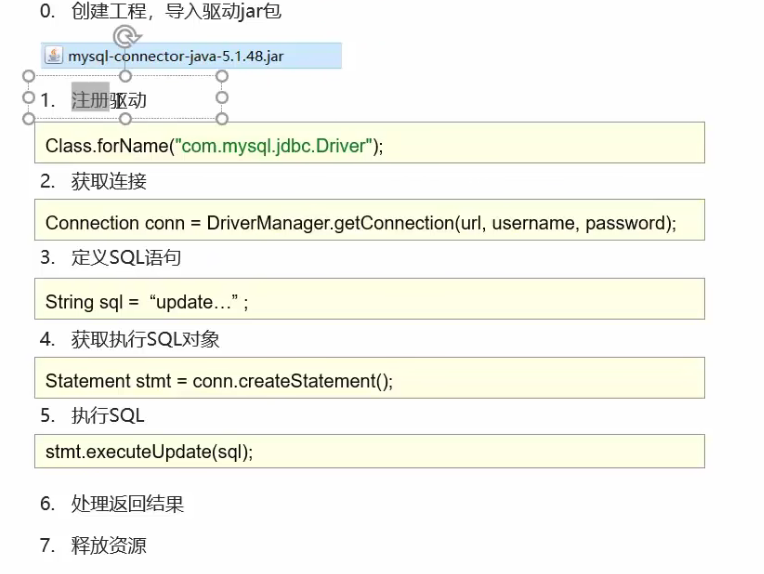 0. 创建工程，导入驱动jar包
mysql-connector-java-5.1.48.jar
1. 注册驱动
Class.forName("com.mysql.jdbc.Driver");
2. 获取连接
Connection conn = DriverManager.getConnection(url, username, password);
3. 定义SQL语句
String sql = “update…” ;
4. 获取执行SQL对象
Statement stmt = conn.createStatement();
5. 执行SQL
stmt.executeUpdate(sql);
6. 处理返回结果
7. 释放资源